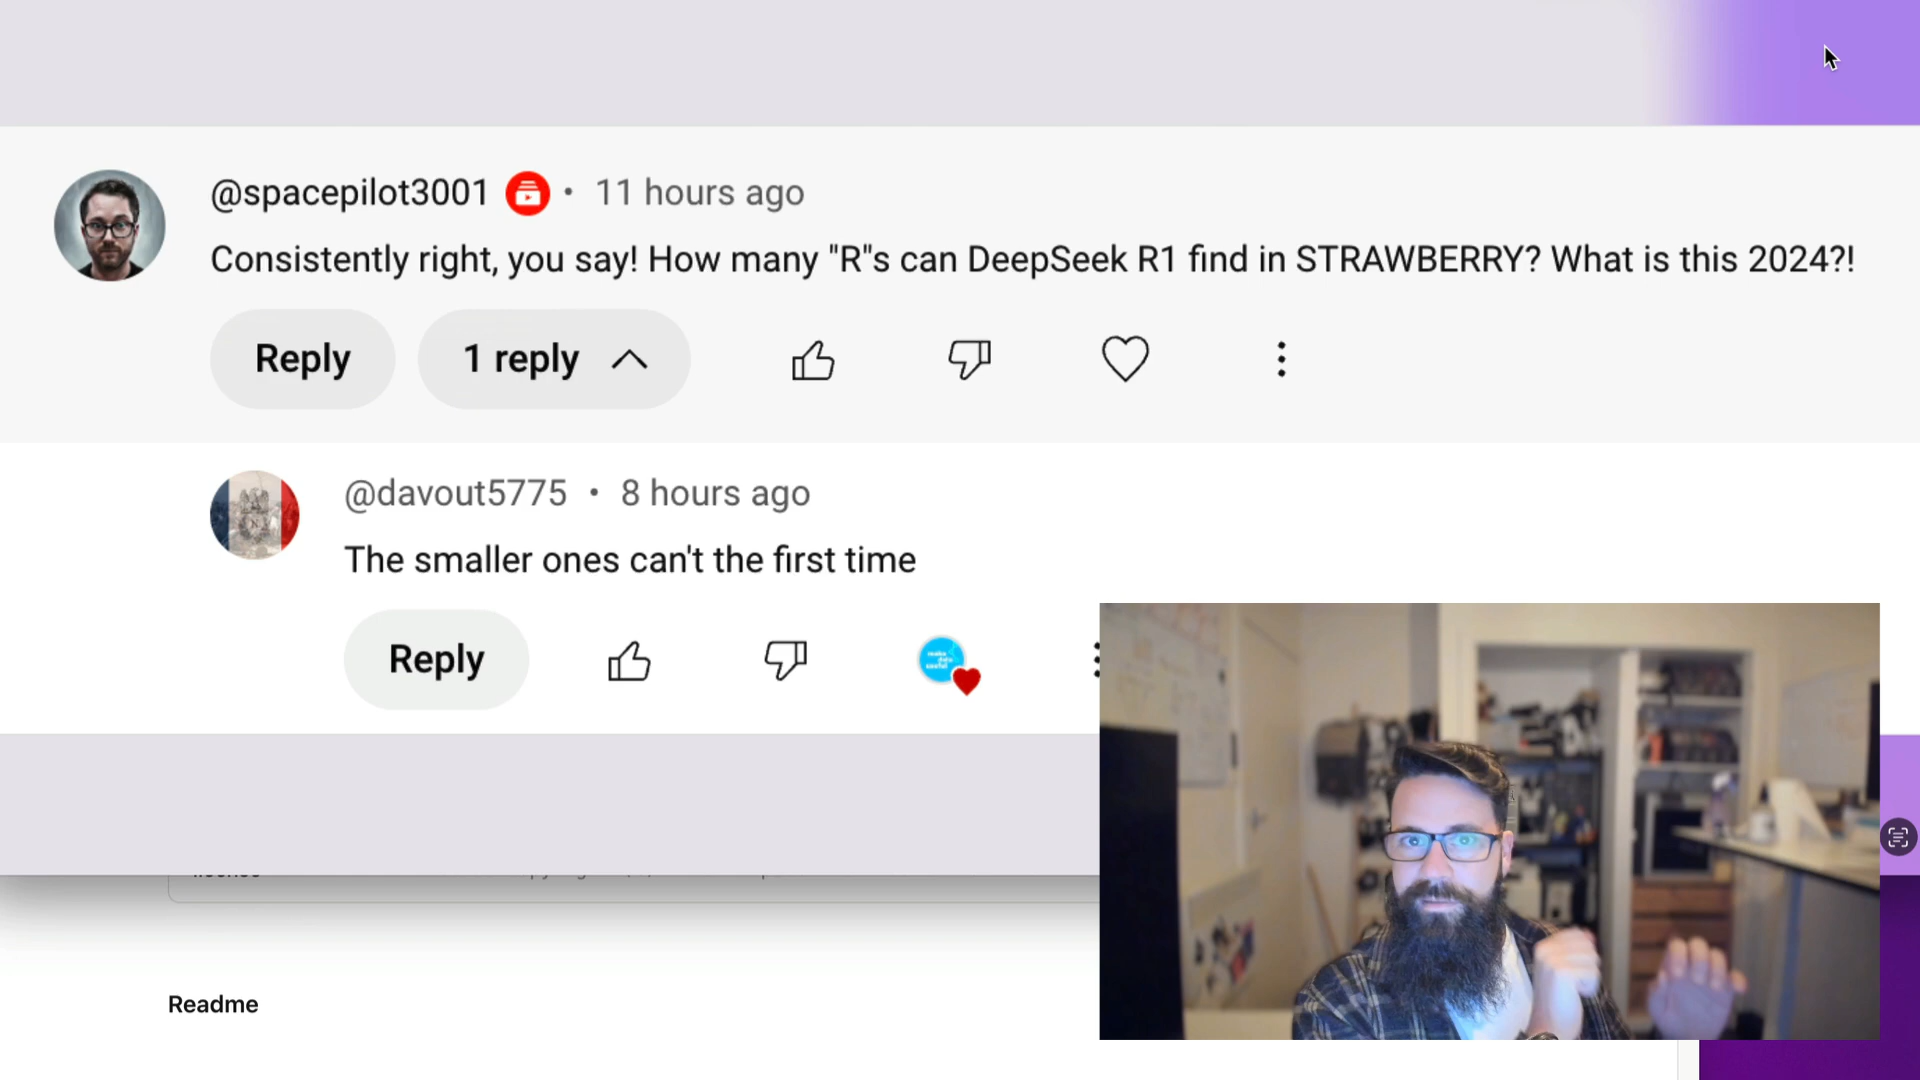 @spacepilot3001 • 11 hours ago
Consistently right, you say! How many "R"s can DeepSeek R1 find in STRAWBERRY? What is this 2024?!
Reply 1 reply
@davout5775 • 8 hours ago
The smaller ones can't the first time
Reply
Readme